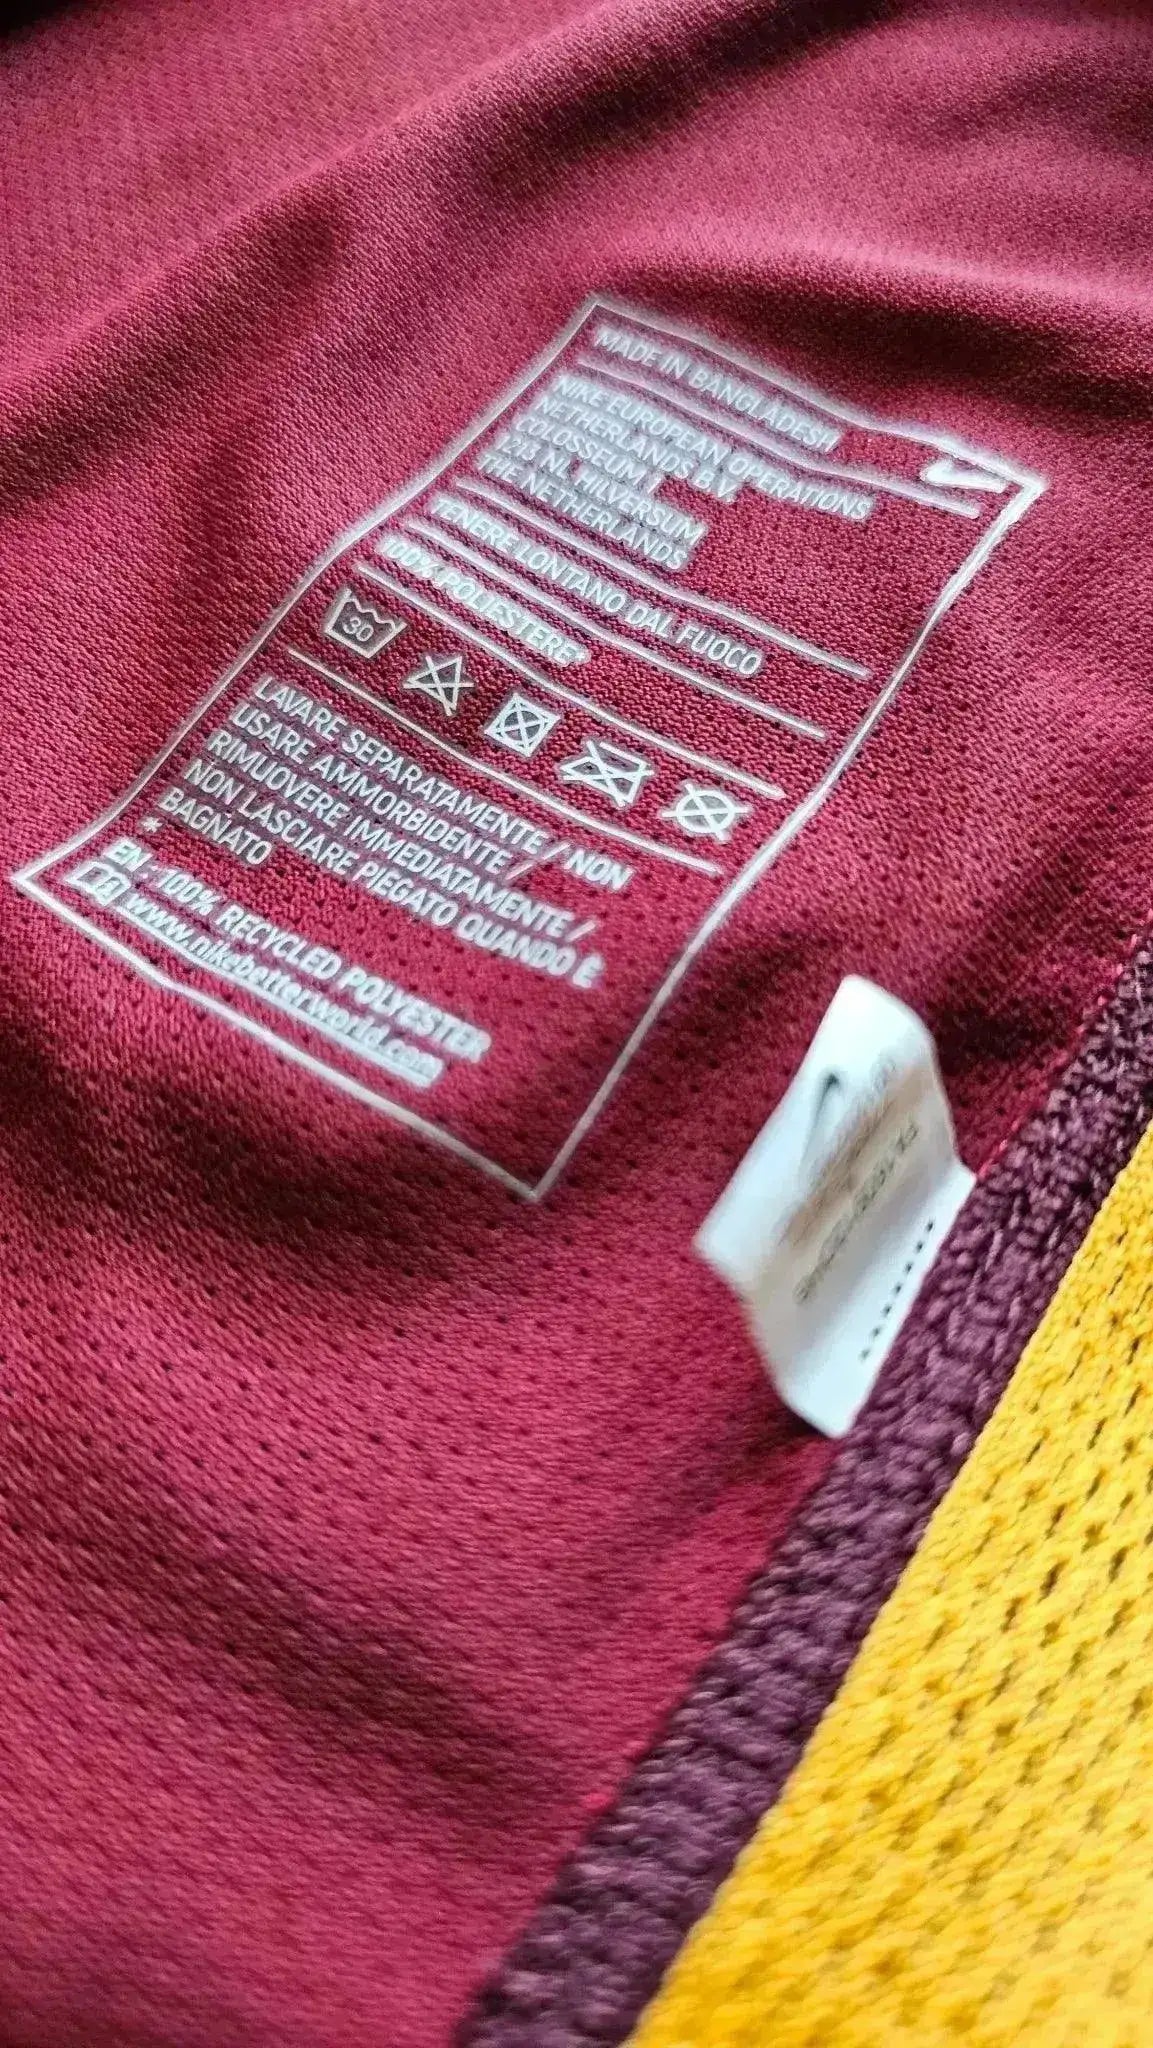 MADE IN BANGLADESH
NIKE EUROPEAN OPERATIONS
NETHERLANDS B.V.
COLOSSEUM 1
1213 NL HILVERSUM
THE NETHERLANDS
TENERE LONTANO DAL FUOCO
100% POLIESTERE*
30
LAVARE SEPARATAMENTE / NON
USARE AMMORBIDENTE /
RIMUOVERE IMMEDIATAMENTE /
NON LASCIARE PIEGATO QUANDO È
BAGNATO
*
EN: 100% RECYCLED POLYESTER
www.nikebetterworld.com